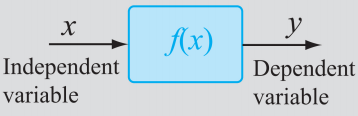 x
f(x)
y
Independent
variable
Dependent
variable